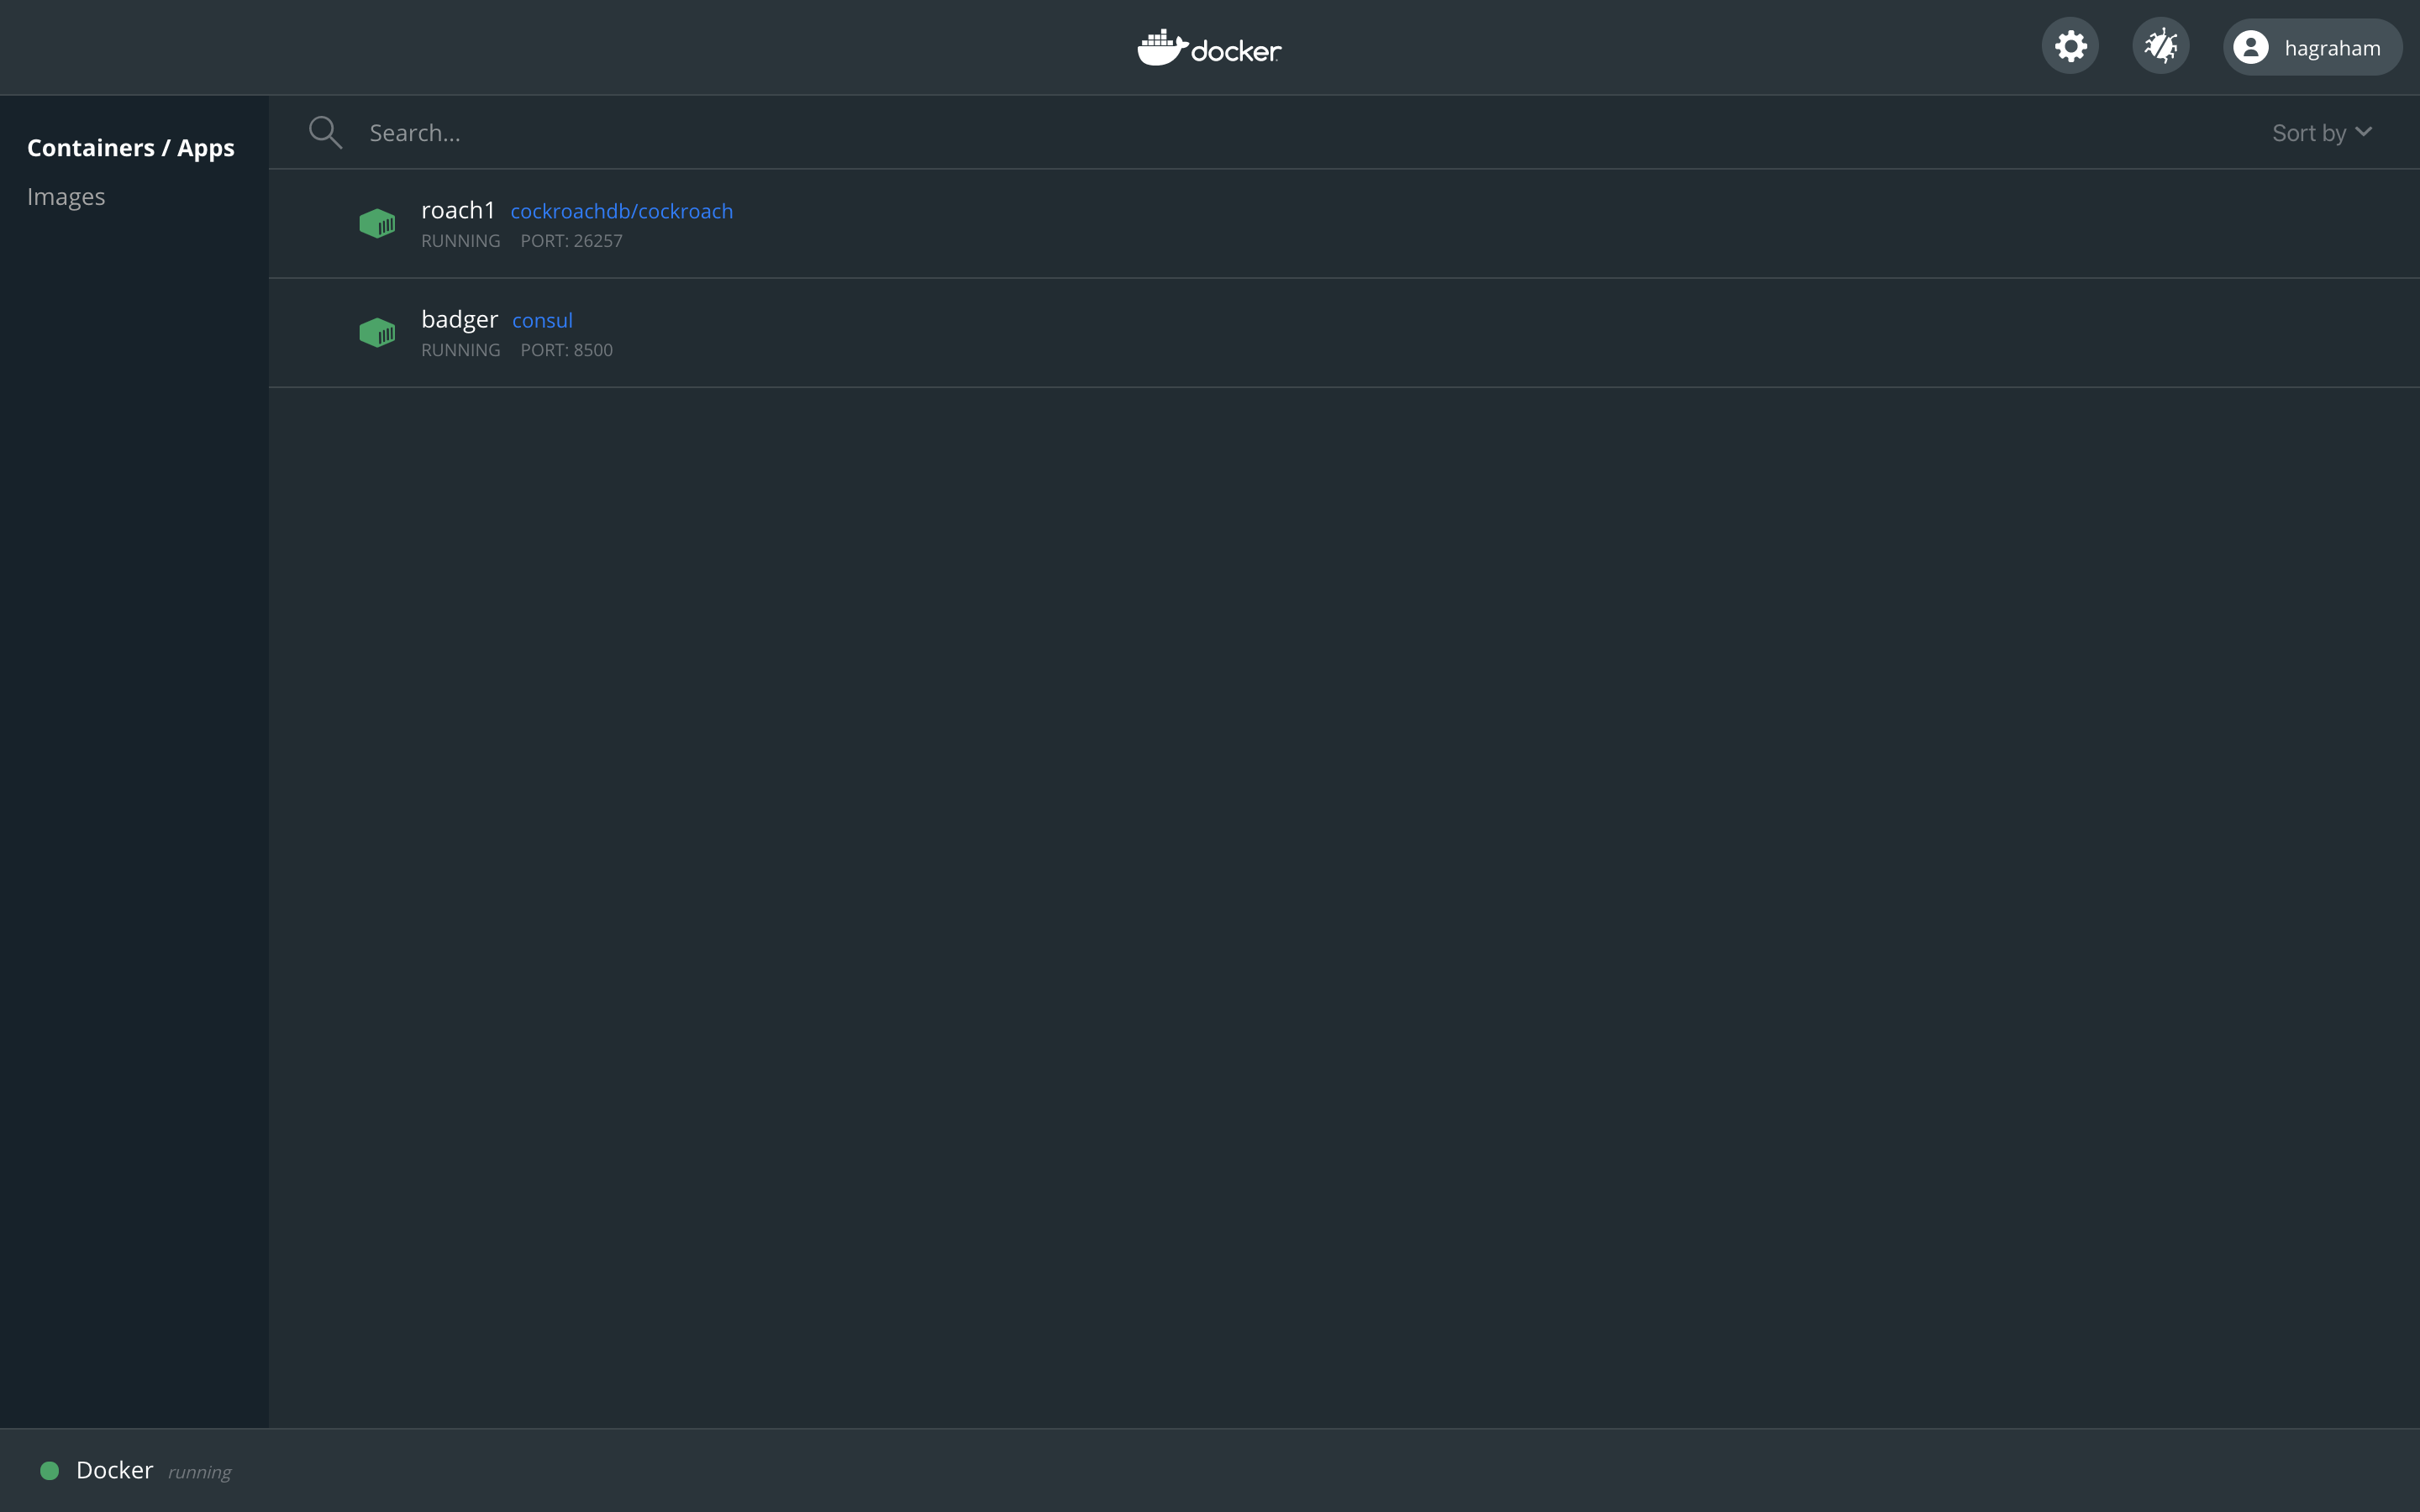 docker
hagraham
Containers / Apps
Images
Search...
Sort by
roach1 cockroachdb/cockroach
RUNNING PORT: 26257
badger consul
RUNNING PORT: 8500
Docker running